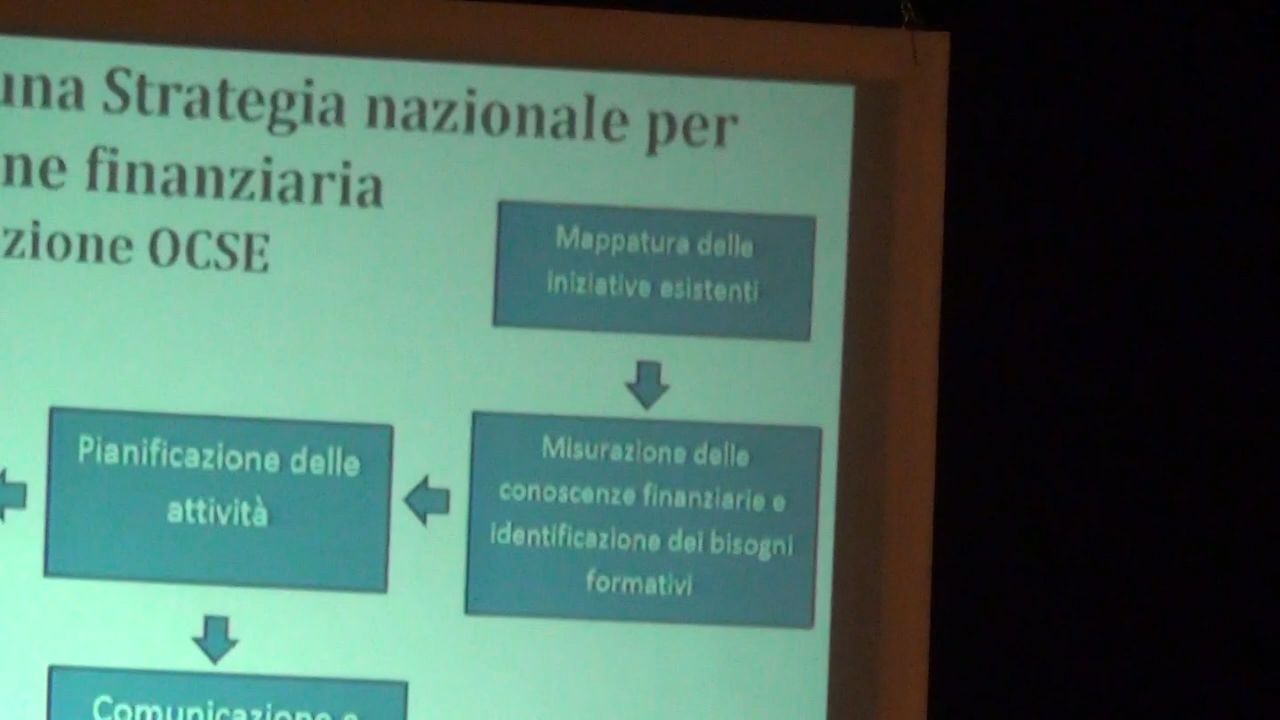 una Strategia nazionale per
ne finanziaria
zione OCSE
Mappatura delle
iniziative esistenti
Misurazione delle
conoscenze finanziarie e
identificazione dei bisogni
formativi
Pianificazione delle
attività
Comunicazione e